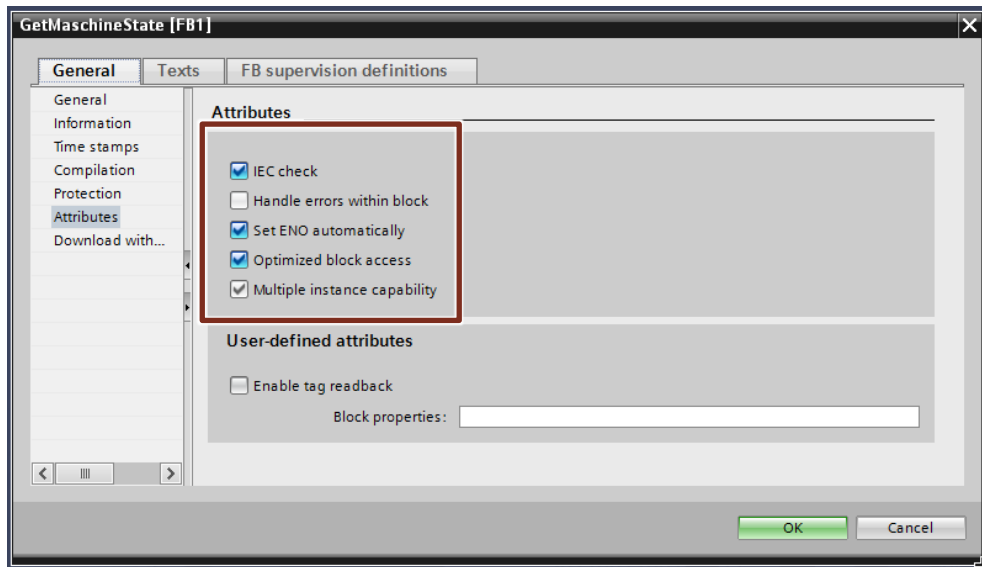 GetMaschineState [FB1]
General Texts FB supervision definitions
General
Information
Time stamps
Compilation
Protection
Attributes
Download with...
Attributes
IEC check
Handle errors within block
Set ENO automatically
Optimized block access
Multiple instance capability
User-defined attributes
Enable tag readback
Block properties:
OK Cancel